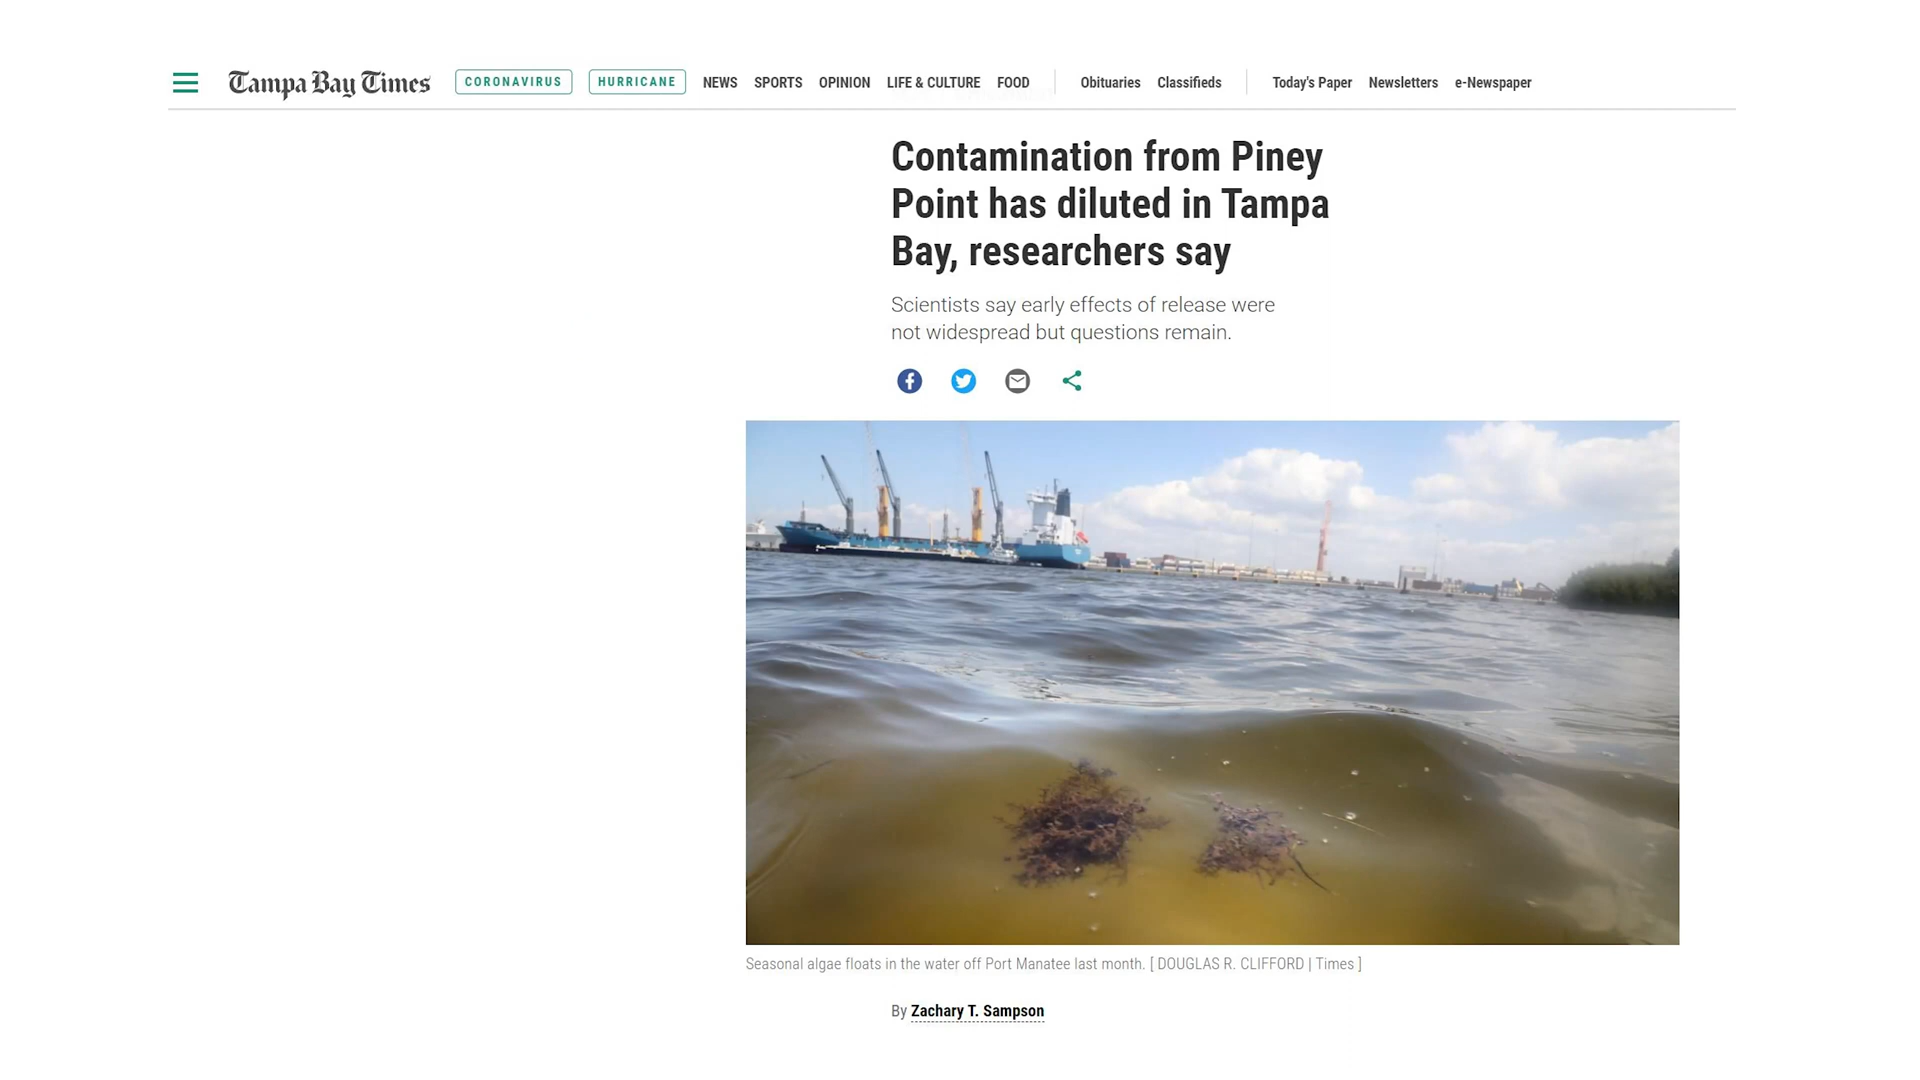 Tampa Bay Times CORONAVIRUS HURRICANE NEWS SPORTS OPINION LIFE & CULTURE FOOD Obituaries Classifieds Today's Paper Newsletters e-Newspaper
Contamination from Piney
Point has diluted in Tampa
Bay, researchers say
Scientists say early effects of release were
not widespread but questions remain.
Seasonal algae floats in the water off Port Manatee last month. [ DOUGLAS R. CLIFFORD | Times ]
By Zachary T. Sampson